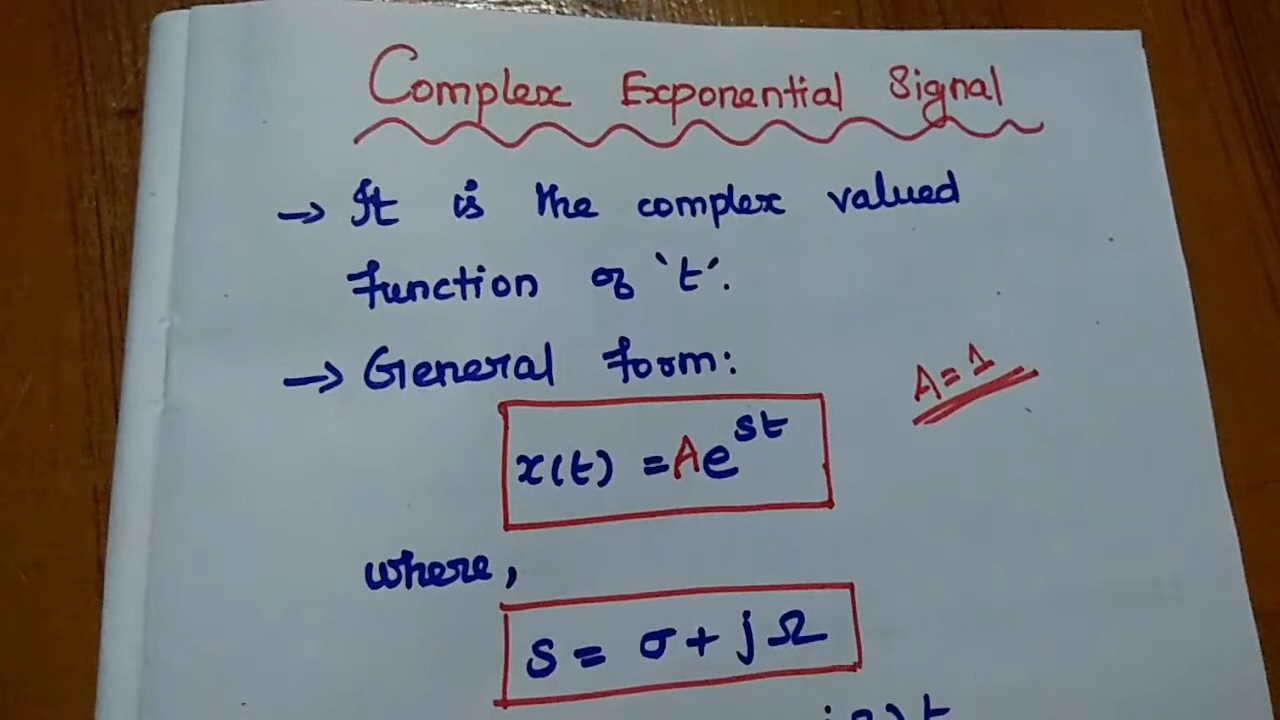 Complex Exponential Signal
→ It is the complex valued
function of 't'.
→ General form:
A=1
x(t) = Ae^st
where,
s = σ + jΩ